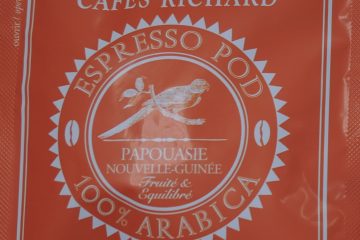 CAFÉS RICHARD
ESPRESSO POD
PAPOUASIE
NOUVELLE-GUINÉE
Fruité &
Equilibré
100% ARABICA